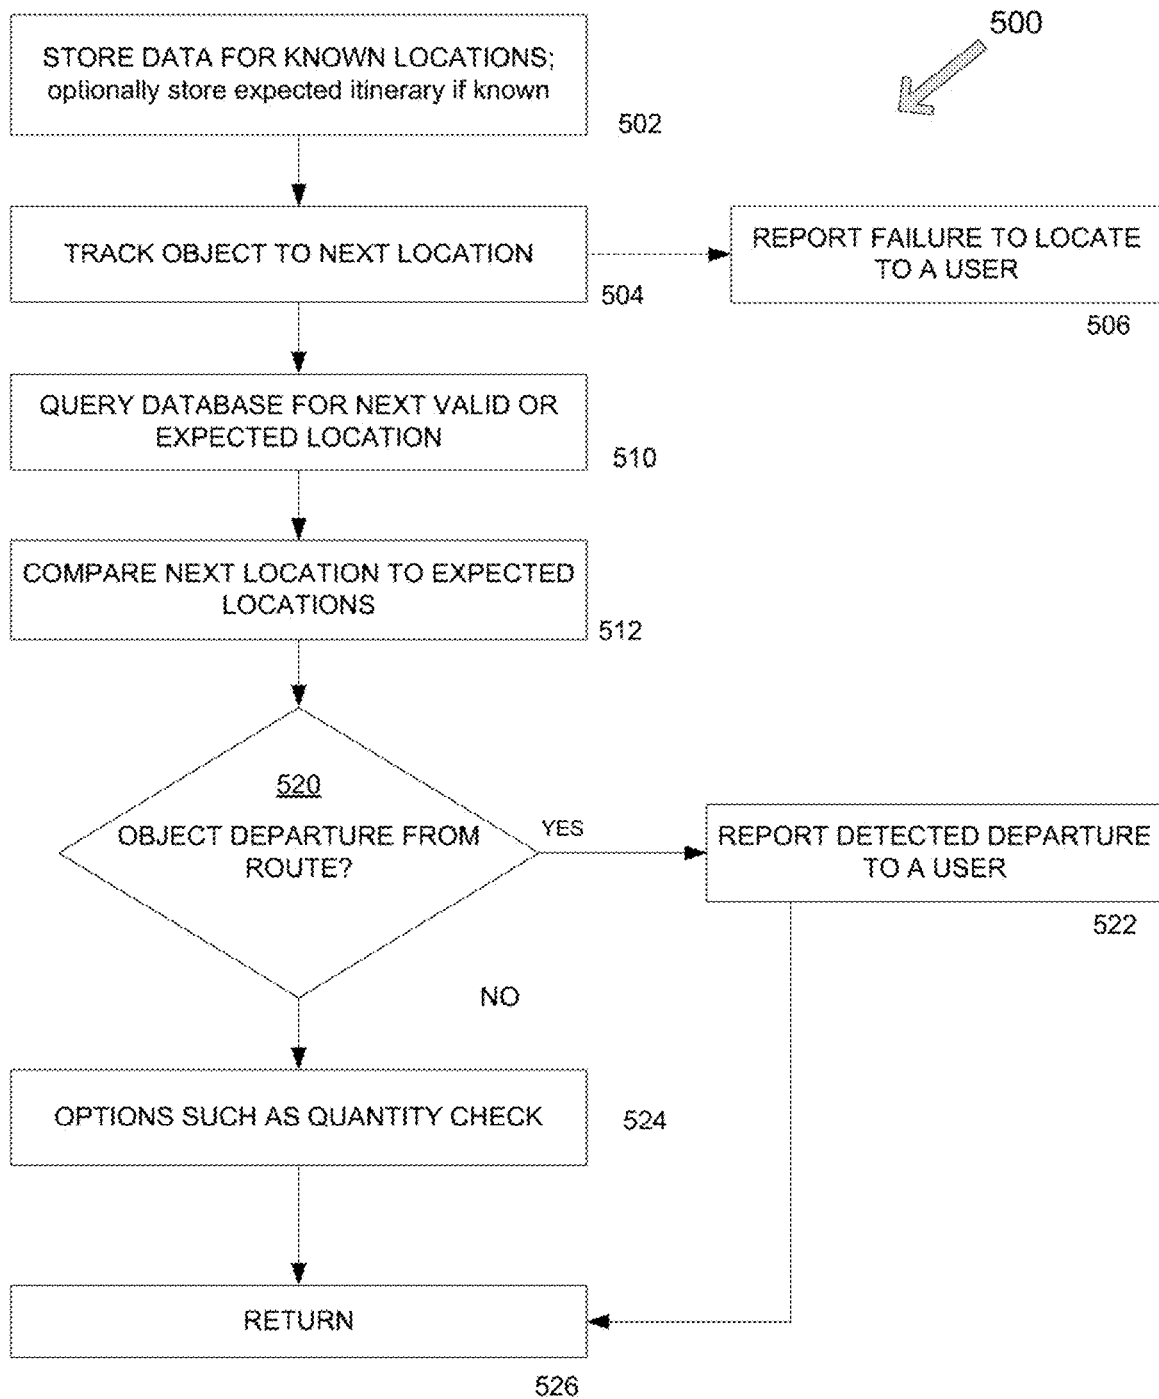 500
STORE DATA FOR KNOWN LOCATIONS;
optionally store expected itinerary if known
502
TRACK OBJECT TO NEXT LOCATION
504
REPORT FAILURE TO LOCATE
TO A USER
506
QUERY DATABASE FOR NEXT VALID OR
EXPECTED LOCATION
510
COMPARE NEXT LOCATION TO EXPECTED
LOCATIONS
512
520
OBJECT DEPARTURE FROM
ROUTE?
YES
REPORT DETECTED DEPARTURE
TO A USER
522
NO
OPTIONS SUCH AS QUANTITY CHECK
524
RETURN
526